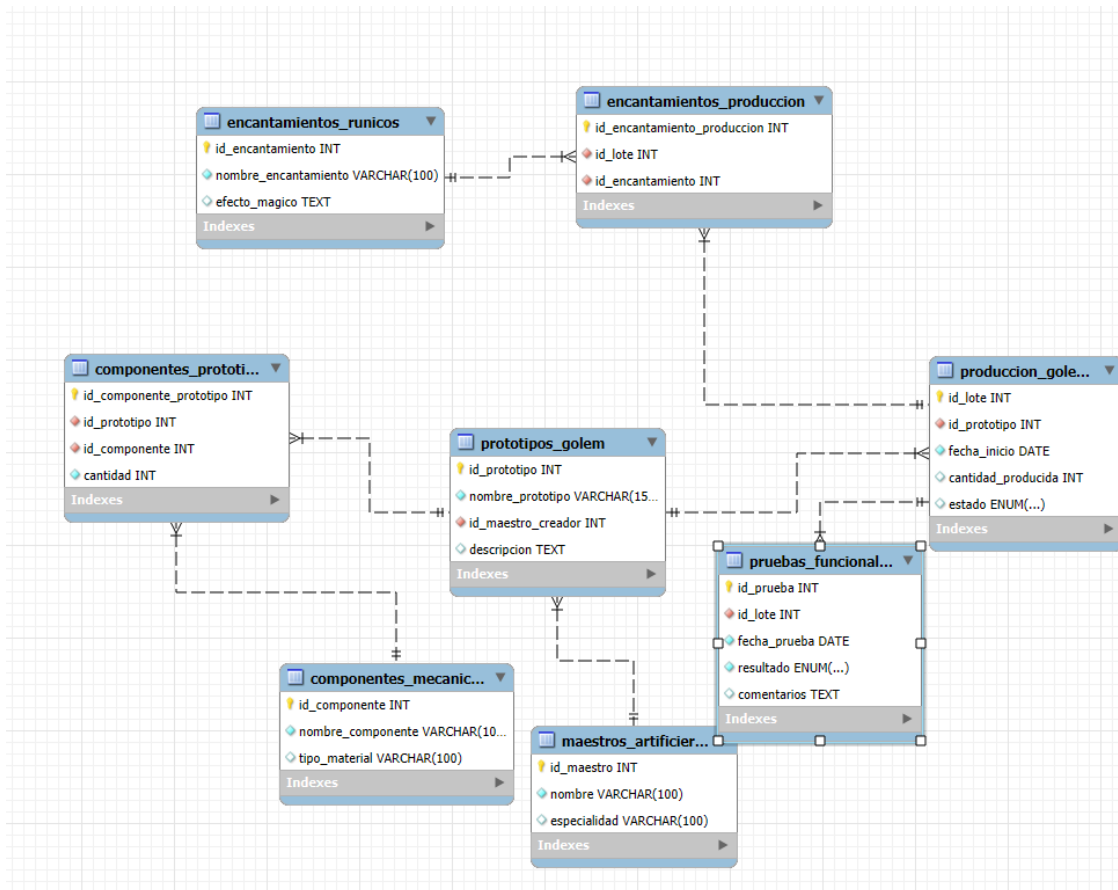 encantamientos_runicos
id_encantamiento INT
nombre_encantamiento VARCHAR(100)
efecto_magico TEXT
Indexes
encantamientos_produccion
id_encantamiento_produccion INT
id_lote INT
id_encantamiento INT
Indexes
componentes_prototi...
id_componente_prototipo INT
id_prototipo INT
id_componente INT
cantidad INT
Indexes
prototipos_golem
id_prototipo INT
nombre_prototipo VARCHAR(15...
id_maestro_creador INT
descripcion TEXT
Indexes
produccion_gole...
id_lote INT
id_prototipo INT
fecha_inicio DATE
cantidad_producida INT
estado ENUM(...)
Indexes
pruebas_funcional...
id_prueba INT
id_lote INT
fecha_prueba DATE
resultado ENUM(...)
comentarios TEXT
Indexes
componentes_mecanic...
id_componente INT
nombre_componente VARCHAR(10...
tipo_material VARCHAR(100)
Indexes
maestros_artificier...
id_maestro INT
nombre VARCHAR(100)
especialidad VARCHAR(100)
Indexes